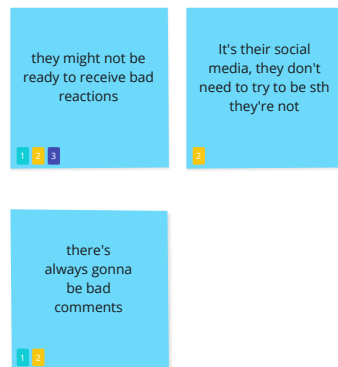 they might not be
ready to receive bad
reactions
1 2 3
It's their social
media, they don't
need to try to be sth
they're not
2
there's
always gonna
be bad
comments
1 2